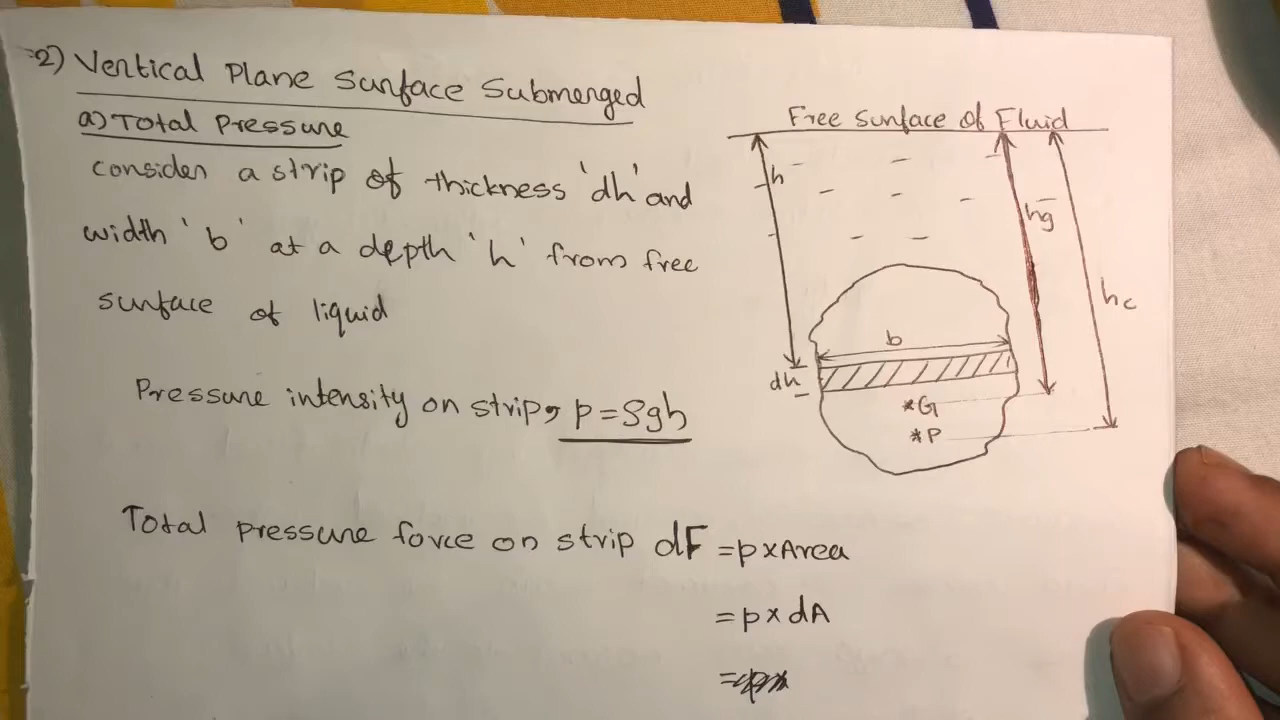 2) Vertical Plane Surface Submerged
a) Total Pressure
consider a strip of thickness 'dh' and
width 'b' at a depth 'h' from free
surface of liquid
Pressure intensity on strip, p = ρgh
Total pressure force on strip dF = p x Area
= p x dA
=
Free Surface of Fluid
h
hg
hc
b
dh
*G
*P